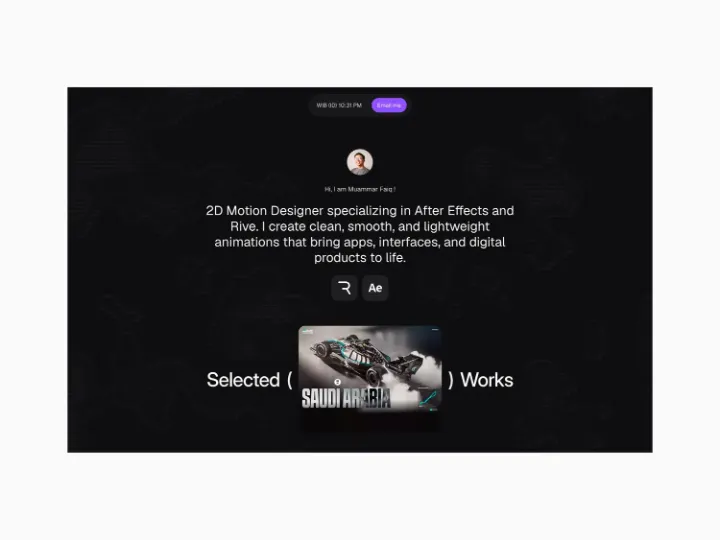 WIB (ID) 10:31 PM Email me
Hi, I am Muammar Faiq !
2D Motion Designer specializing in After Effects and
Rive. I create clean, smooth, and lightweight
animations that bring apps, interfaces, and digital
products to life.
Ae
Selected ( ) Works
SAUDI ARABIA